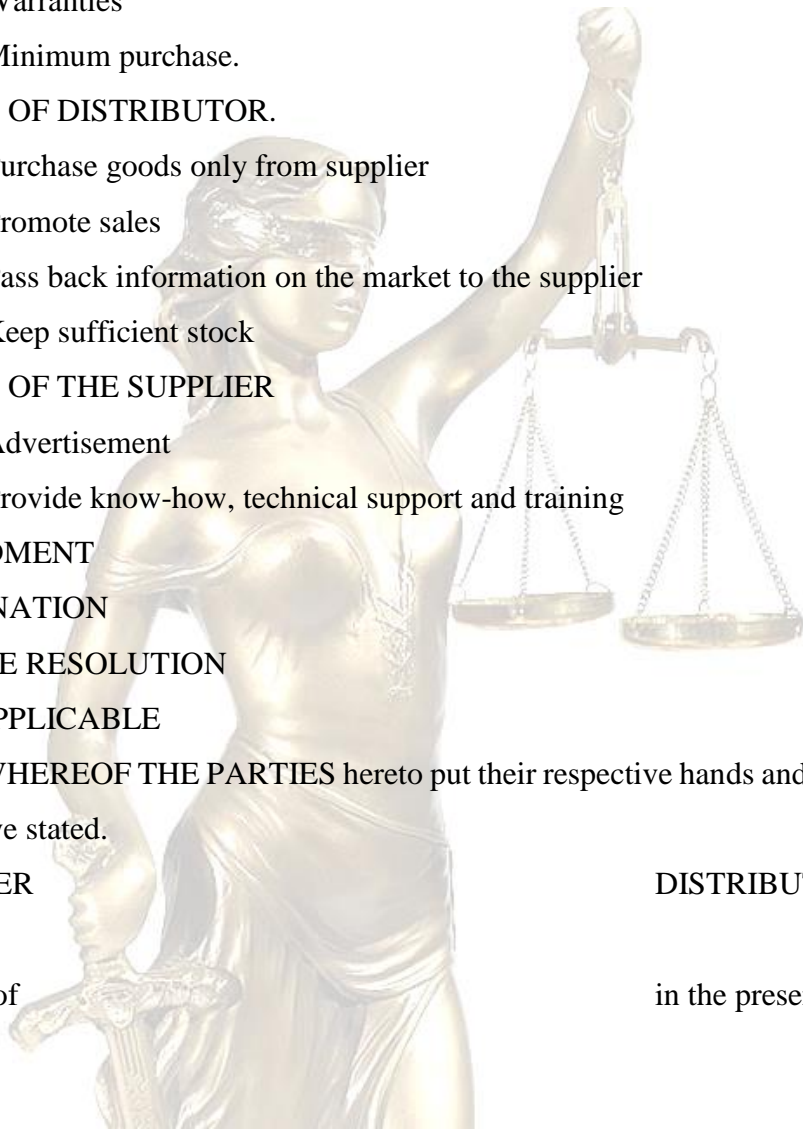 Warranties
Minimum purchase.
OF DISTRIBUTOR.
urchase goods only from supplier
romote sales
ass back information on the market to the supplier
Keep sufficient stock
OF THE SUPPLIER
Advertisement
rovide know-how, technical support and training
DMENT
NATION
E RESOLUTION
PPLICABLE
WHEREOF THE PARTIES hereto put their respective hands and
ve stated.
ER DISTRIBUT
of in the prese